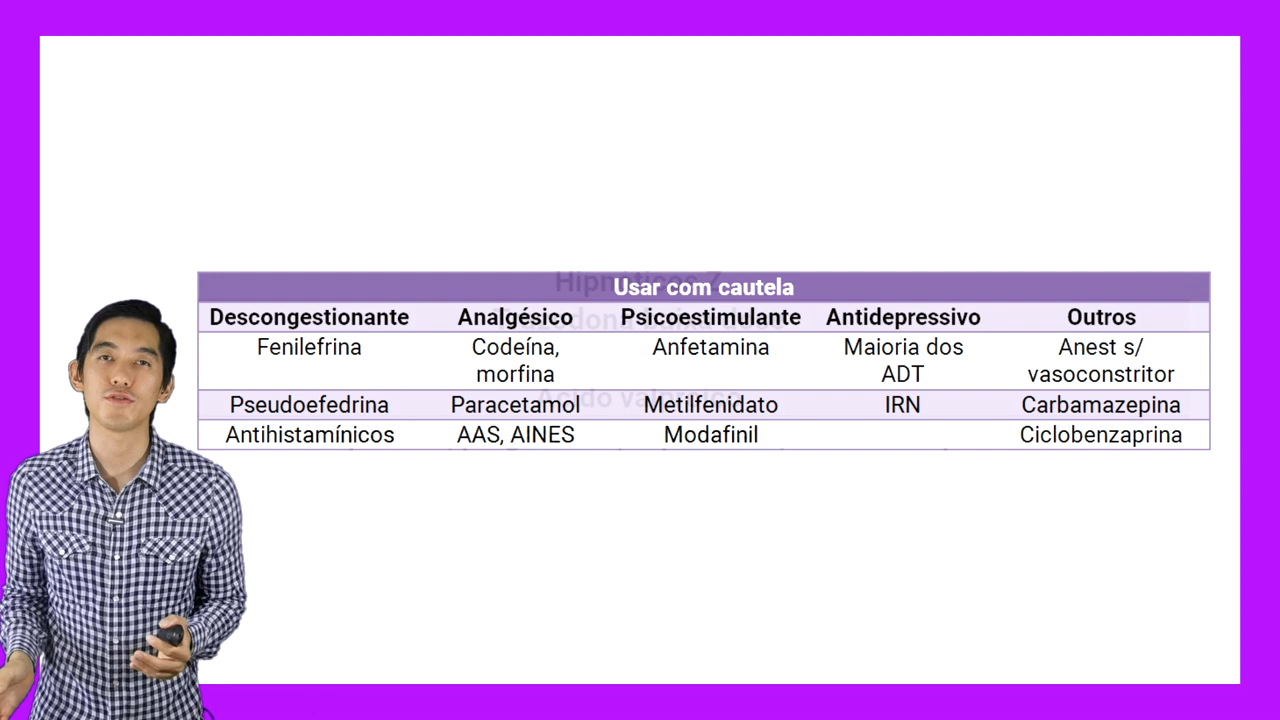 Usar com cautela
Descongestionante Analgésico Psicoestimulante Antidepressivo Outros
Fenilefrina Codeína, Anfetamina Maioria dos Anest s/
morfina ADT vasoconstritor
Pseudoefedrina Paracetamol Metilfenidato IRN Carbamazepina
Antihistamínicos AAS, AINES Modafinil Ciclobenzaprina